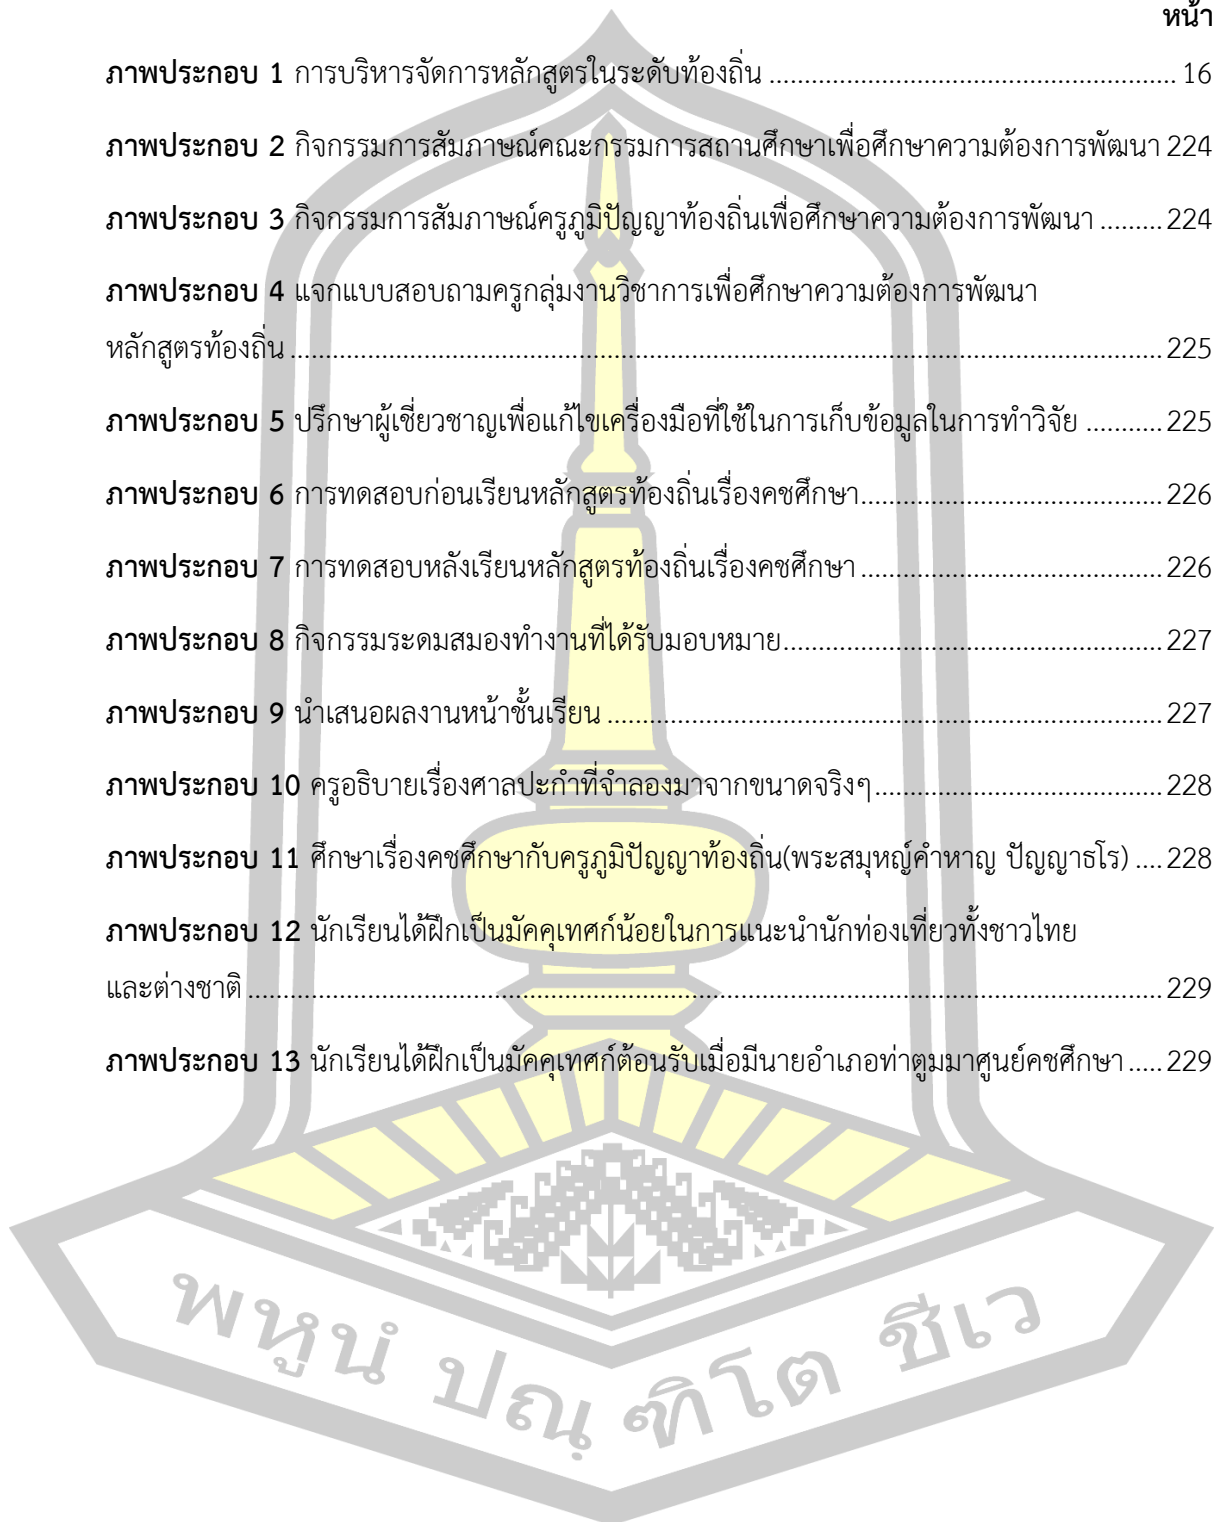 หน้า
ภาพประกอบ 1 การบริหารจัดการหลักสูตรในระดับท้องถิ่น .......................................................... 16
ภาพประกอบ 2 กิจกรรมการสัมภาษณ์คณะกรรมการสถานศึกษาเพื่อศึกษาความต้องการพัฒนา 224
ภาพประกอบ 3 กิจกรรมการสัมภาษณ์ครูภูมิปัญญาท้องถิ่นเพื่อศึกษาความต้องการพัฒนา ......... 224
ภาพประกอบ 4 แจกแบบสอบถามครูกลุ่มงานวิชาการเพื่อศึกษาความต้องการพัฒนา
หลักสูตรท้องถิ่น ............................................................................................................................. 225
ภาพประกอบ 5 ปรึกษาผู้เชี่ยวชาญเพื่อแก้ไขเครื่องมือที่ใช้ในการเก็บข้อมูลในการทำวิจัย ........... 225
ภาพประกอบ 6 การทดสอบก่อนเรียนหลักสูตรท้องถิ่นเรื่องคชศึกษา........................................... 226
ภาพประกอบ 7 การทดสอบหลังเรียนหลักสูตรท้องถิ่นเรื่องคชศึกษา ........................................... 226
ภาพประกอบ 8 กิจกรรมระดมสมองทำงานที่ได้รับมอบหมาย...................................................... 227
ภาพประกอบ 9 นำเสนอผลงานหน้าชั้นเรียน ............................................................................... 227
ภาพประกอบ 10 ครูอธิบายเรื่องศาลปะกำที่จำลองมาจากขนาดจริงๆ......................................... 228
ภาพประกอบ 11 ศึกษาเรื่องคชศึกษากับครูภูมิปัญญาท้องถิ่น(พระสมุหญ์คำหาญ ปัญญาธโร) .... 228
ภาพประกอบ 12 นักเรียนได้ฝึกเป็นมัคคุเทศก์น้อยในการแนะนำนักท่องเที่ยวทั้งชาวไทย
และต่างชาติ ................................................................................................................................... 229
ภาพประกอบ 13 นักเรียนได้ฝึกเป็นมัคคุเทศก์ต้อนรับเมื่อมีนายอำเภอท่าตูมมาศูนย์คชศึกษา ..... 229
พหูนํ ปณฺฑิโต ชีเว